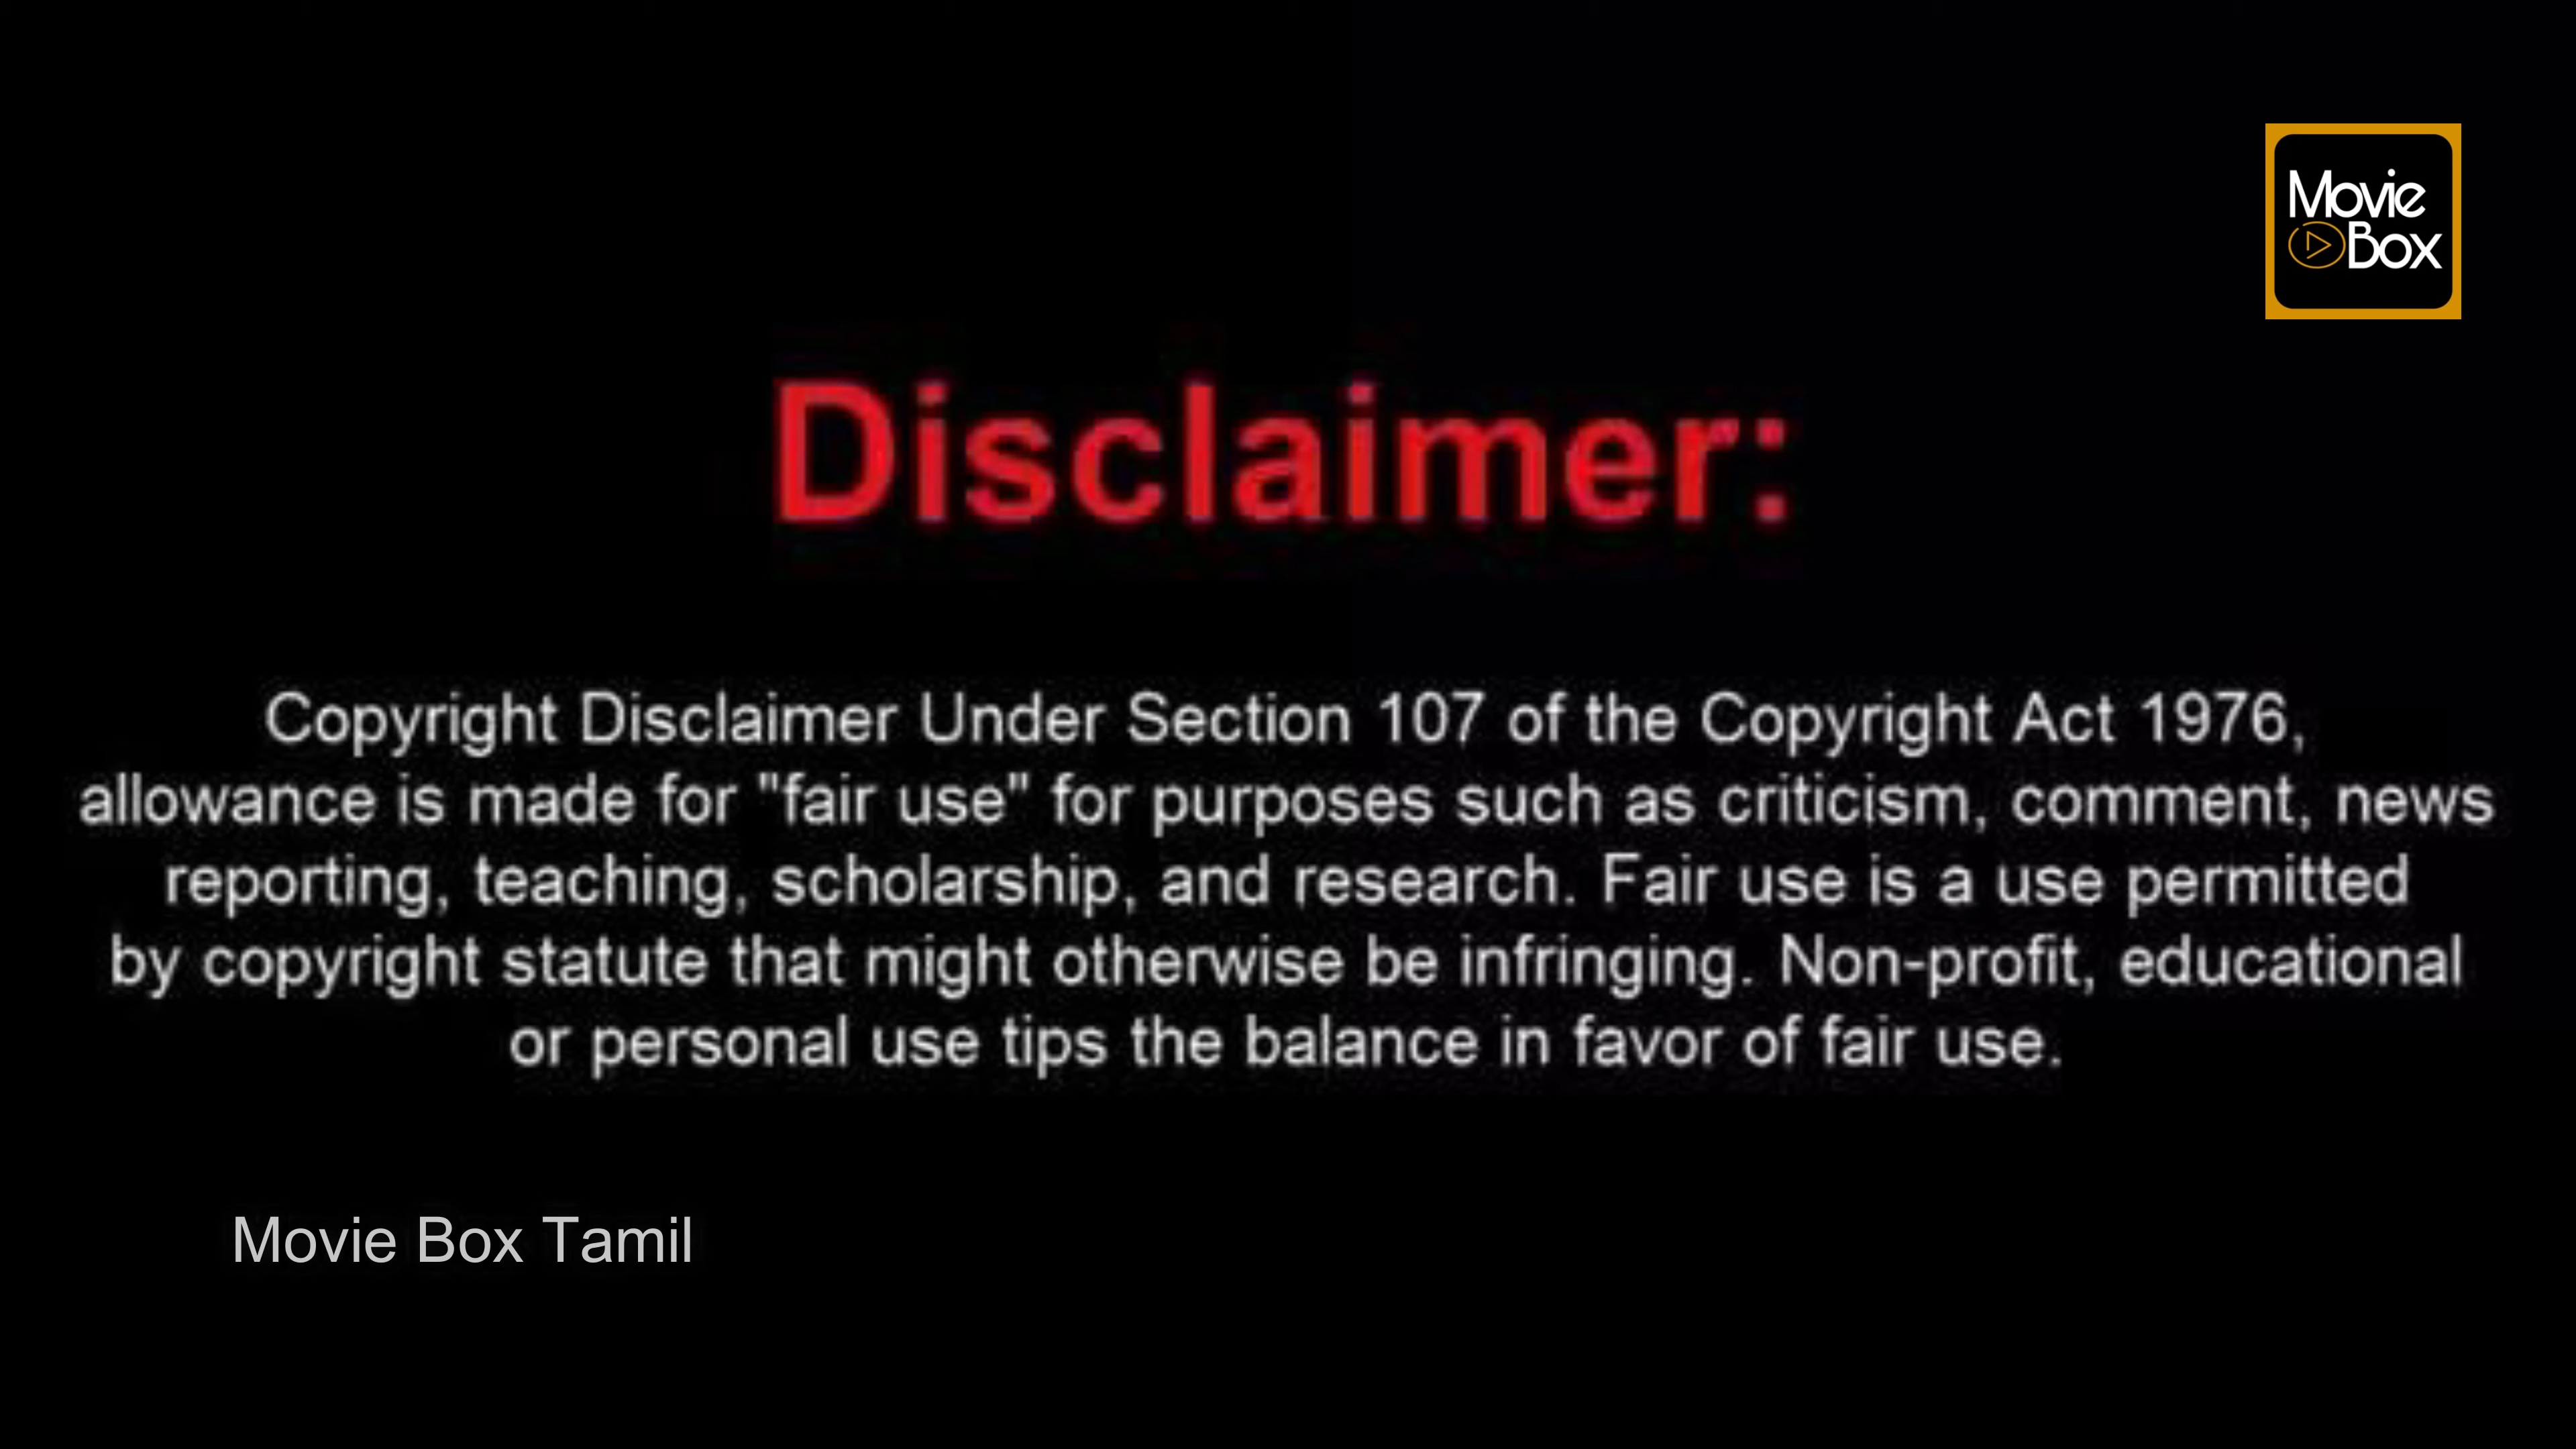 Movie
Box
Disclaimer:
Copyright Disclaimer Under Section 107 of the Copyright Act 1976,
allowance is made for "fair use" for purposes such as criticism, comment, news
reporting, teaching, scholarship, and research. Fair use is a use permitted
by copyright statute that might otherwise be infringing. Non-profit, educational
or personal use tips the balance in favor of fair use.
Movie Box Tamil